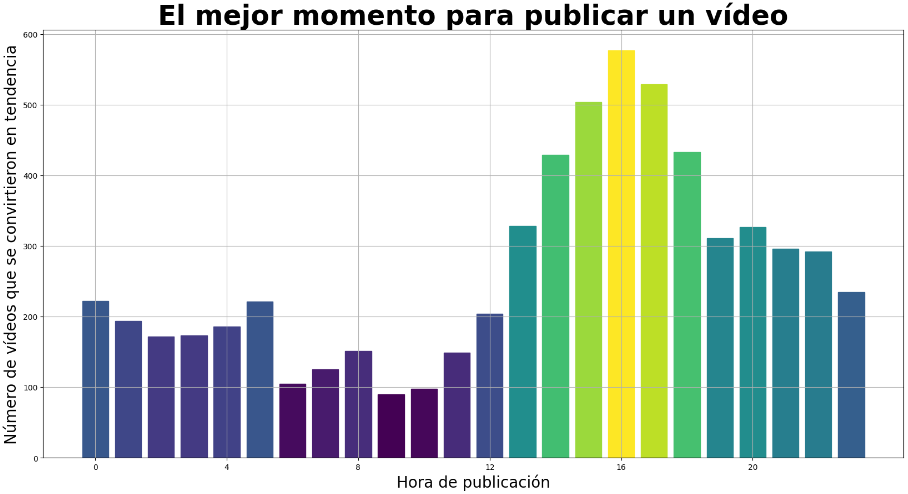 El mejor momento para publicar un vídeo
Número de vídeos que se convirtieron en tendencia
600
500
400
300
200
100
0
0 4 8 12 16 20
Hora de publicación